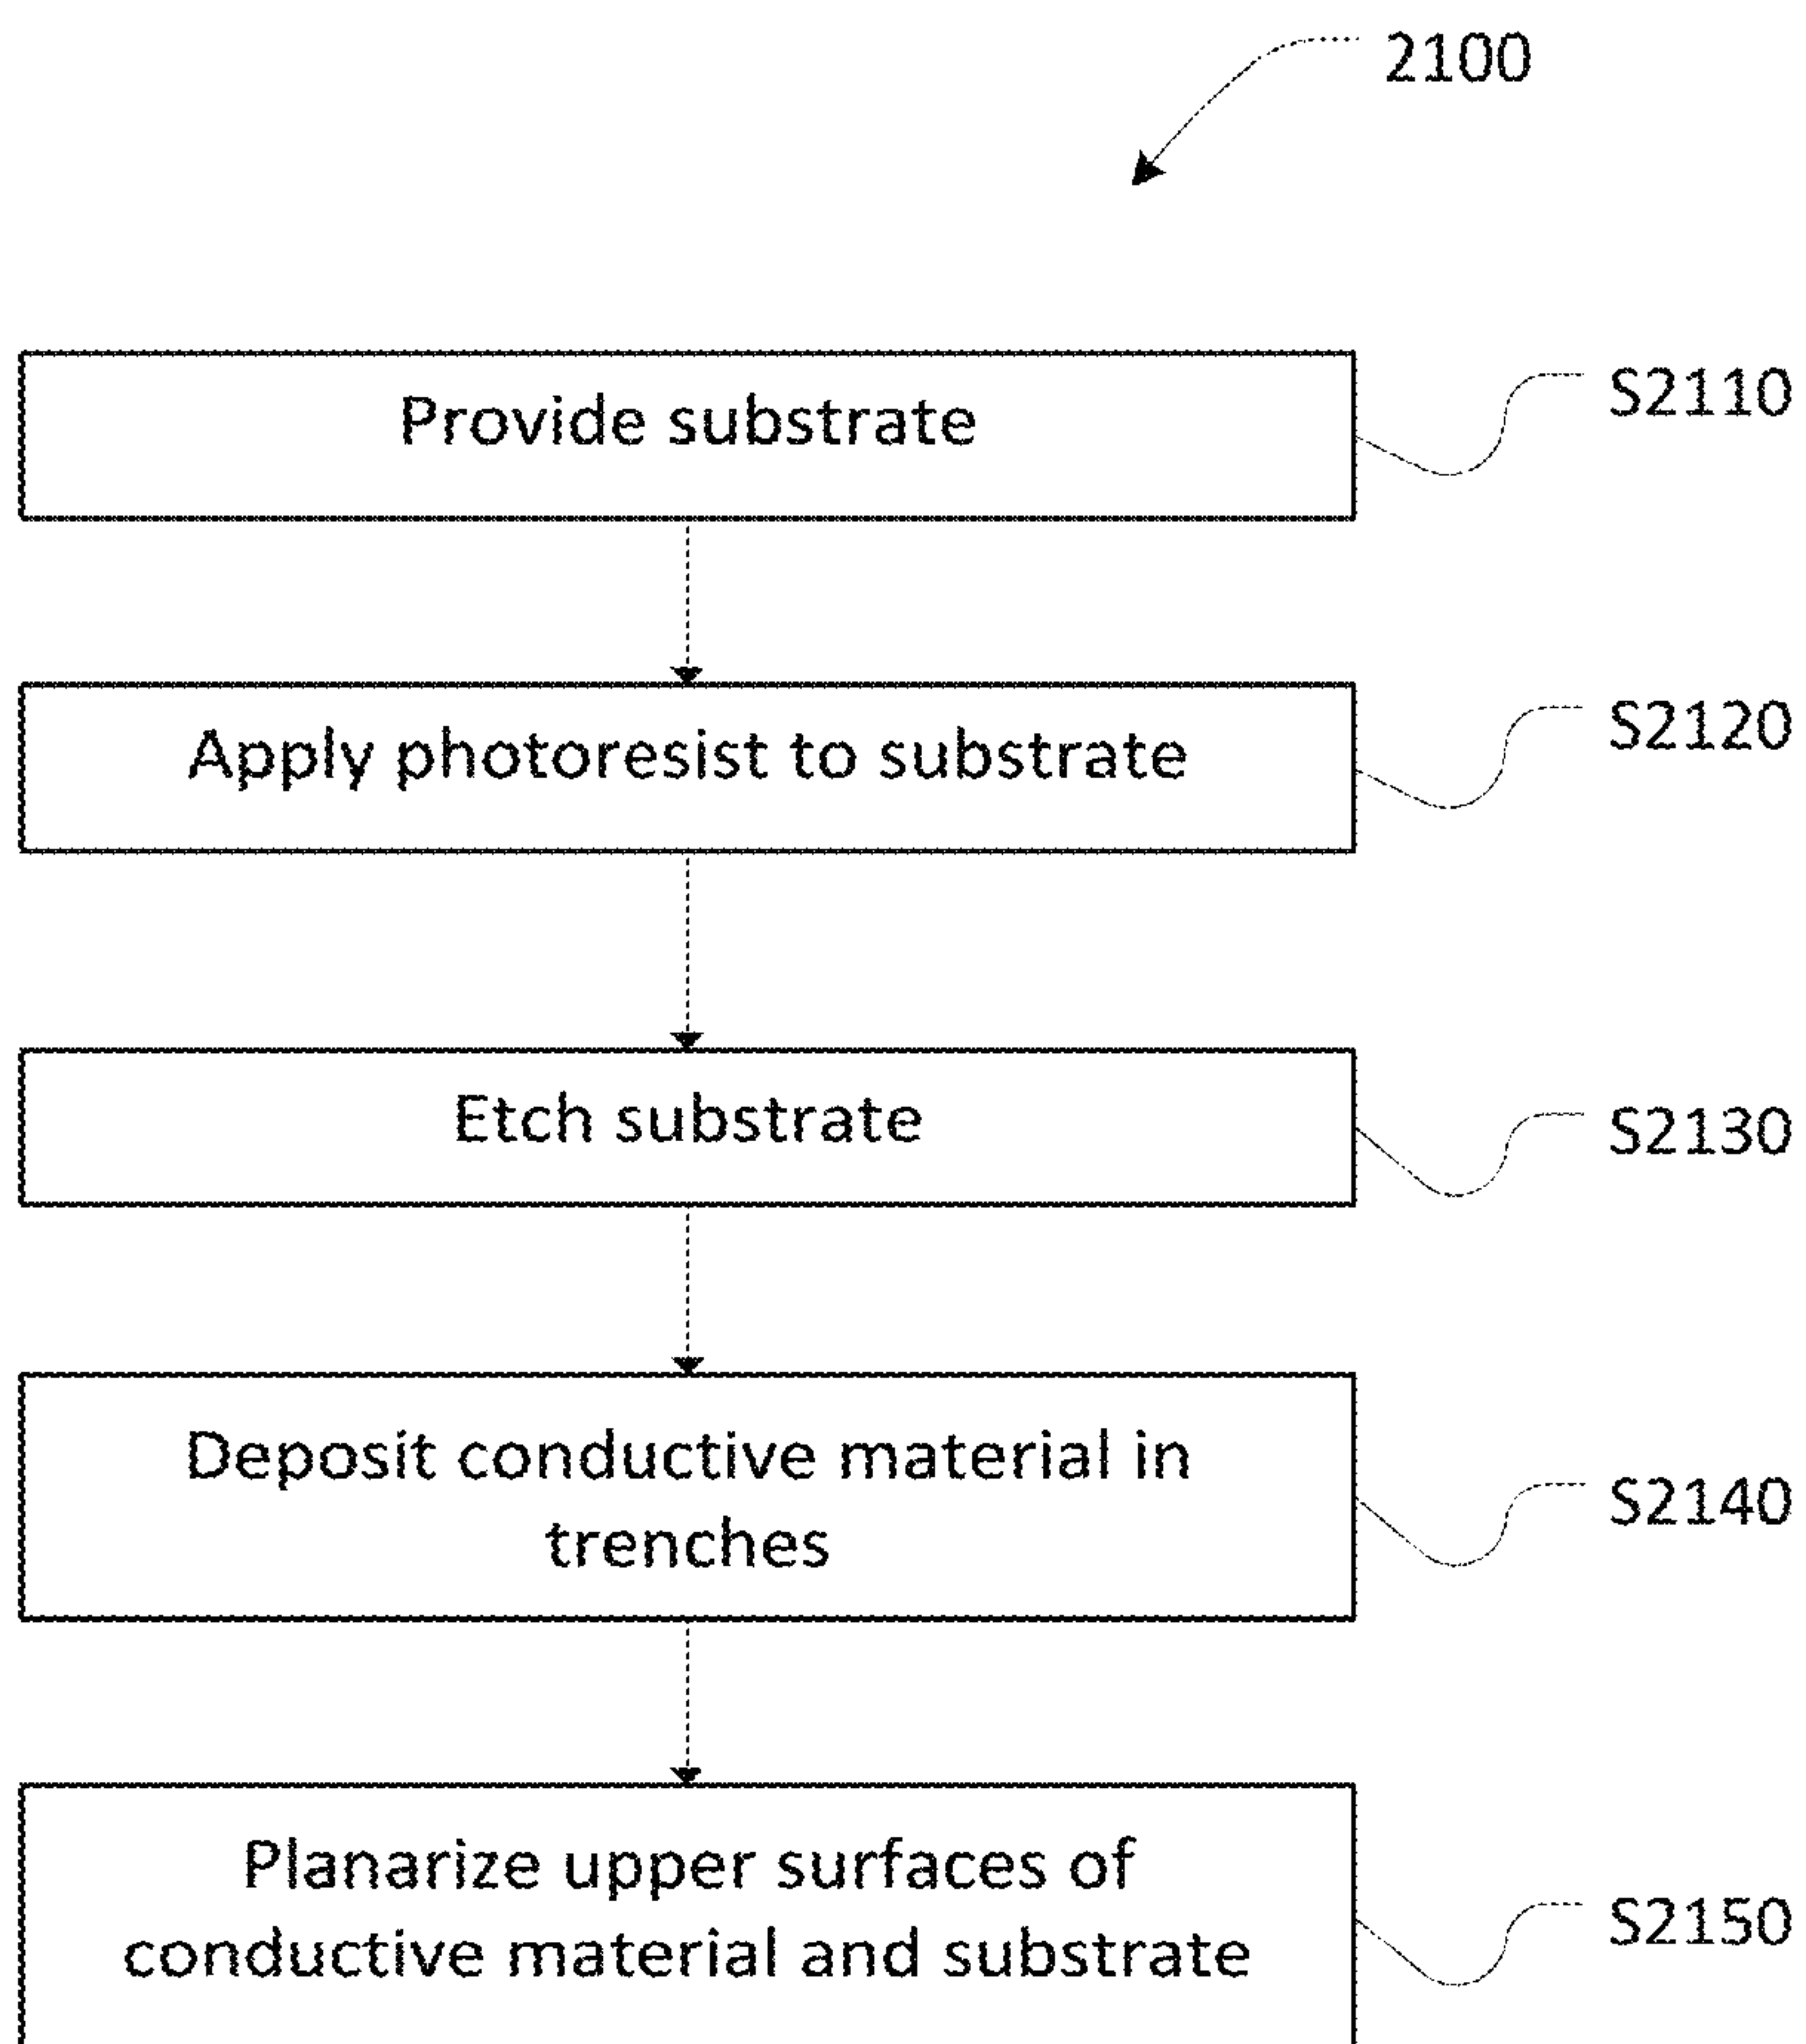 2100
Provide substrate
S2110
Apply photoresist to substrate
S2120
Etch substrate
S2130
Deposit conductive material in
trenches
S2140
Planarize upper surfaces of
conductive material and substrate
S2150